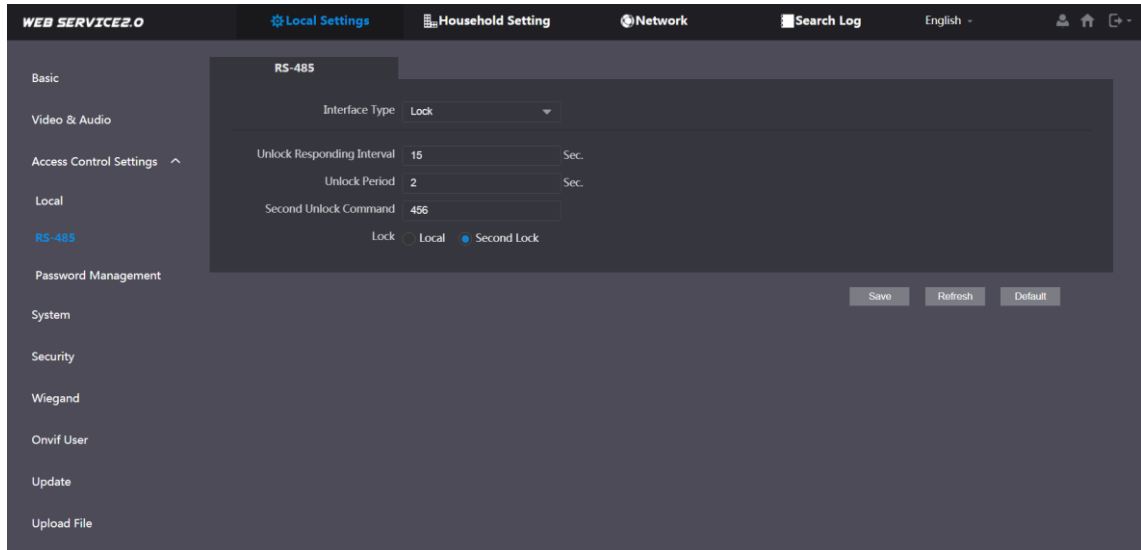 WEB SERVICE2.0 Local Settings Household Setting Network Search Log English
Basic
Video & Audio
Access Control Settings
Local
RS-485
Password Management
System
Security
Wiegand
Onvif User
Update
Upload File
RS-485
Interface Type Lock
Unlock Responding Interval 15 Sec.
Unlock Period 2 Sec.
Second Unlock Command 456
Lock Local Second Lock
Save Refresh Default